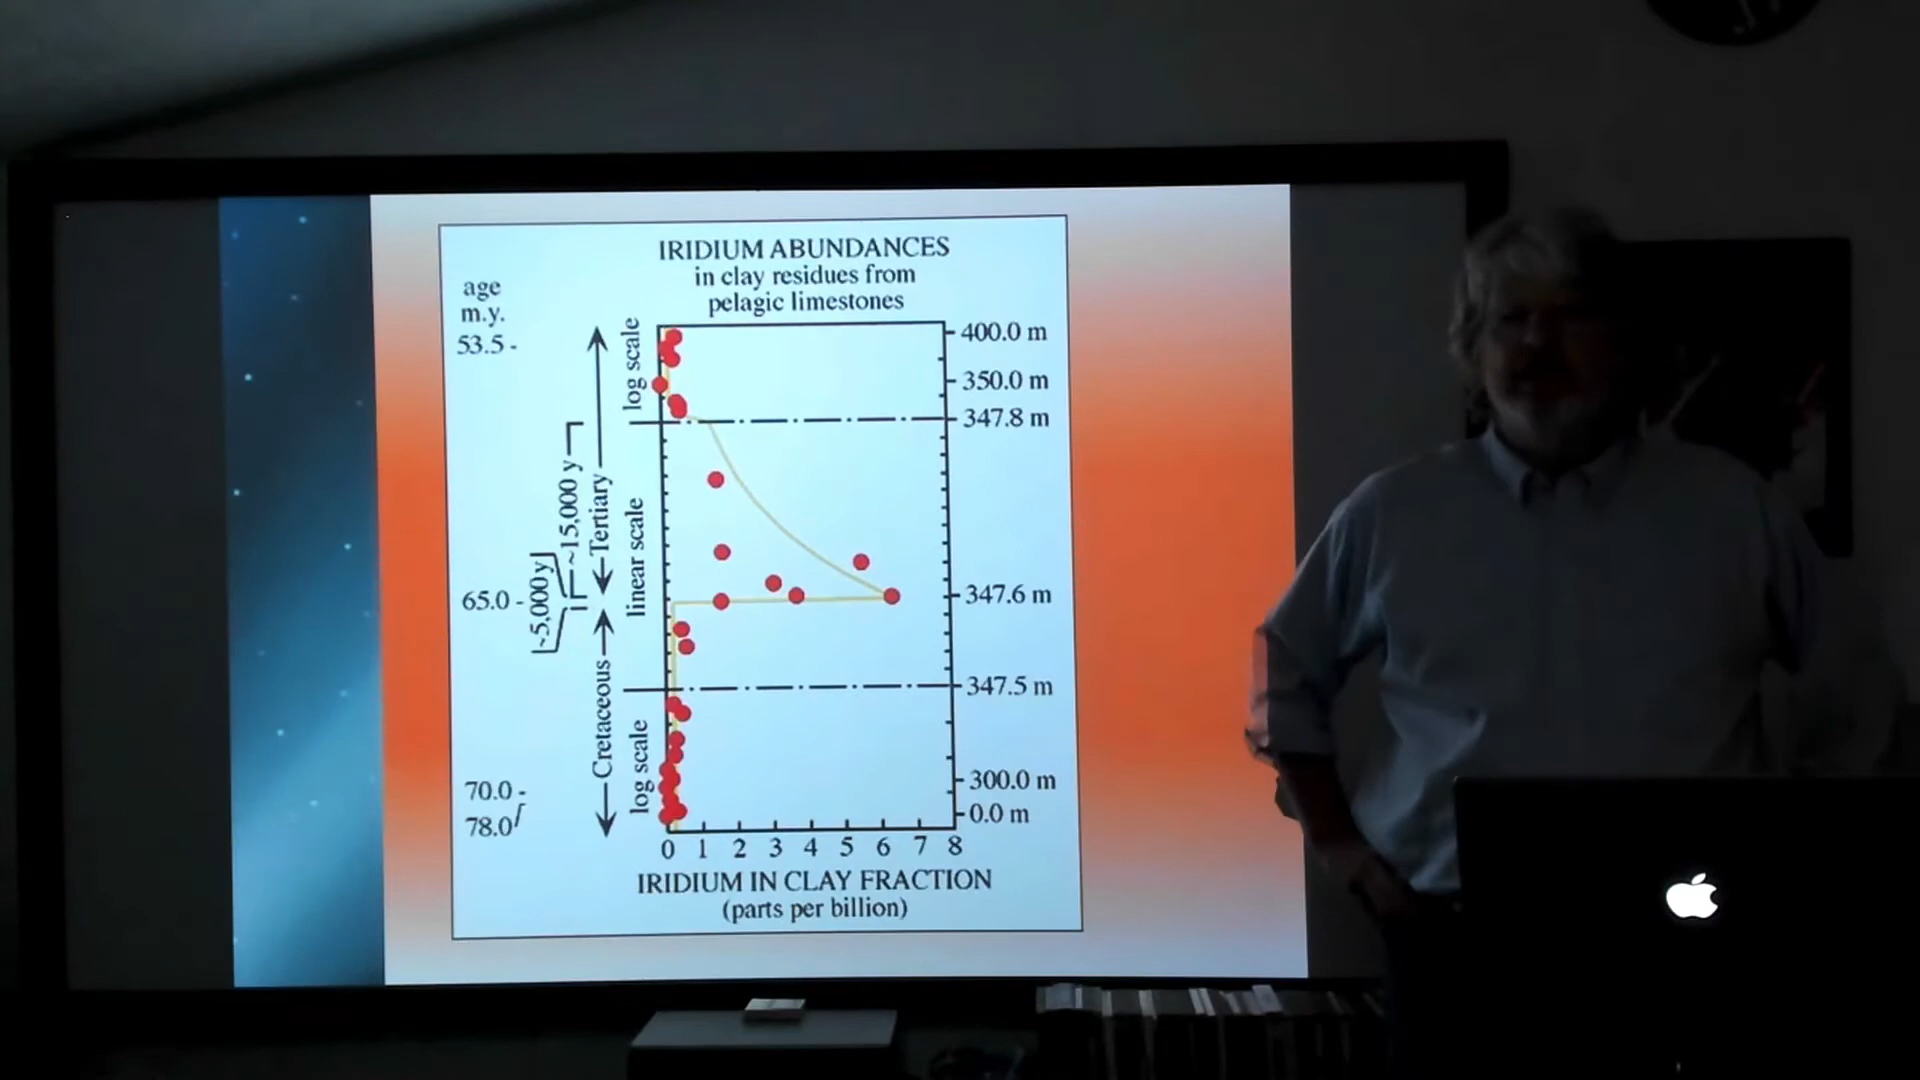 IRIDIUM ABUNDANCES
in clay residues from
pelagic limestones
age
m.y.
53.5 -
65.0 -
70.0 -
78.0
~5,000 y
~15,000 y
Tertiary
Cretaceous
log scale
linear scale
log scale
400.0 m
350.0 m
347.8 m
347.6 m
347.5 m
300.0 m
0.0 m
0 1 2 3 4 5 6 7 8
IRIDIUM IN CLAY FRACTION
(parts per billion)